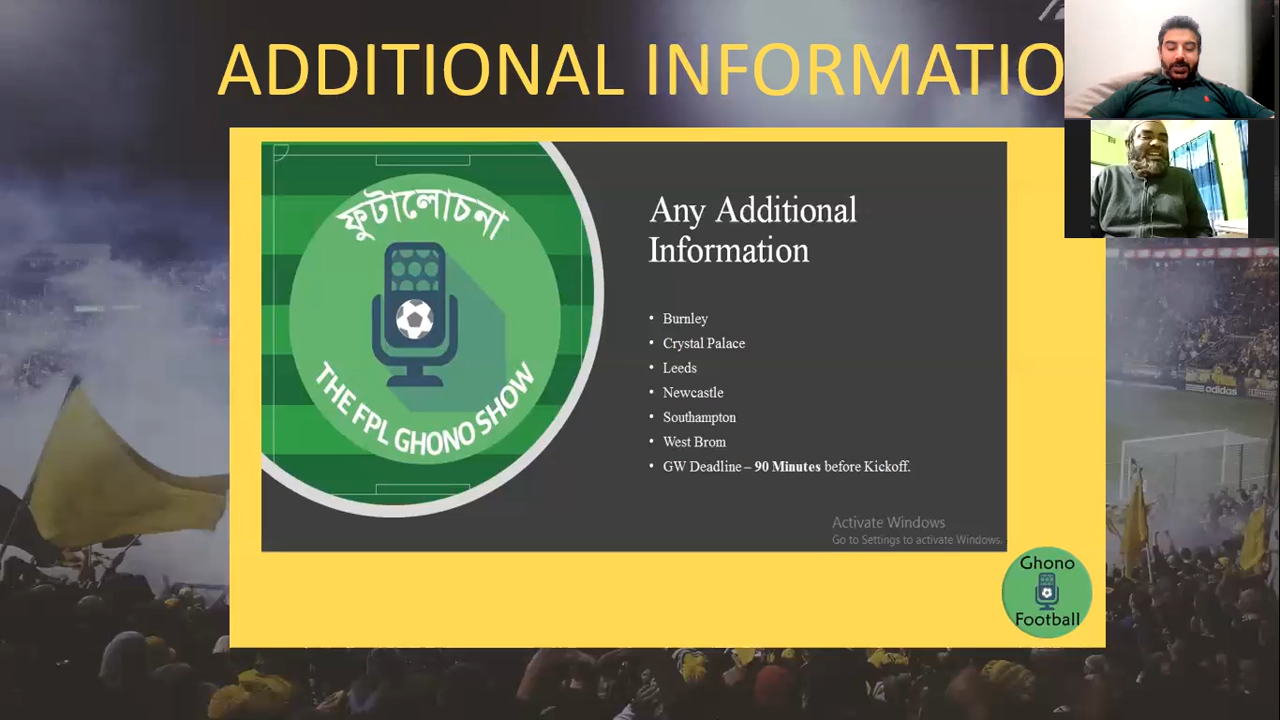 ADDITIONAL INFORMATIO
ফুটালোচনা
THE FPL GHONO SHOW
Any Additional
Information
• Burnley
• Crystal Palace
• Leeds
• Newcastle
• Southampton
• West Brom
• GW Deadline – 90 Minutes before Kickoff.
Activate Windows
Go to Settings to activate Windows.
adidas
Ghono
Football